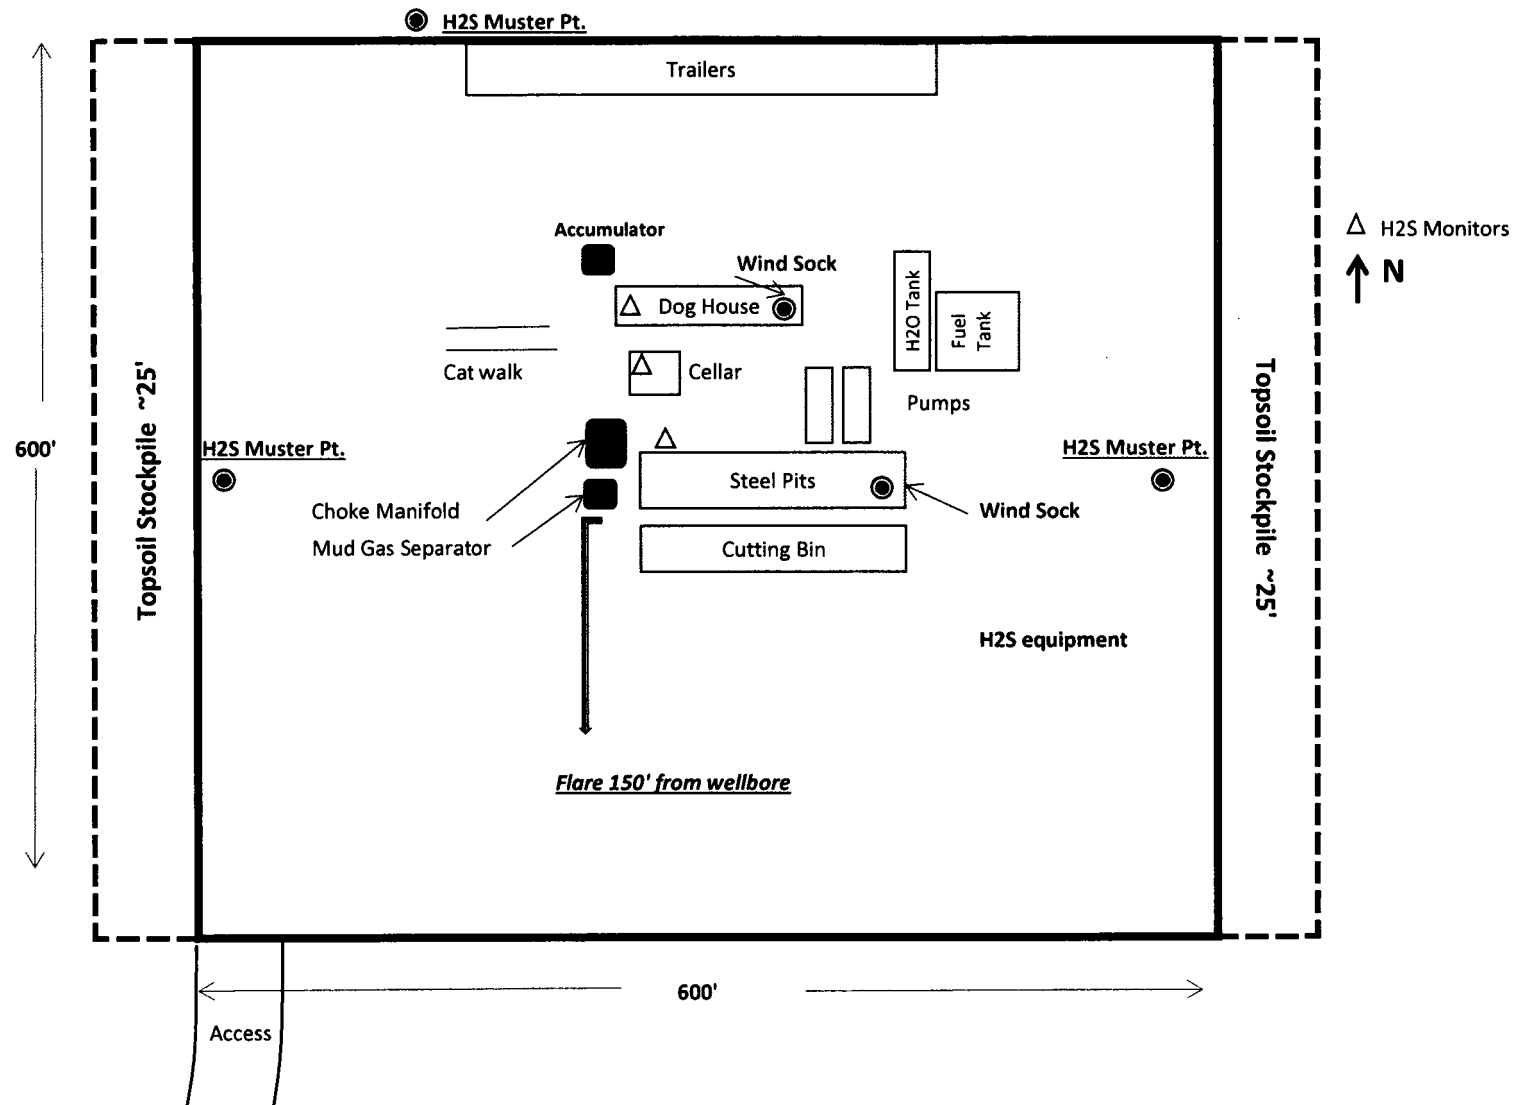 H2S Muster Pt.
Trailers
H2S Monitors
N
Accumulator
Wind Sock
Dog House
H2O Tank
Fuel
Tank
Cat walk
Cellar
Pumps
Topsoil Stockpile ~25'
Topsoil Stockpile ~25'
600'
H2S Muster Pt.
H2S Muster Pt.
Steel Pits
Choke Manifold
Wind Sock
Mud Gas Separator
Cutting Bin
H2S equipment
Flare 150' from wellbore
600'
Access